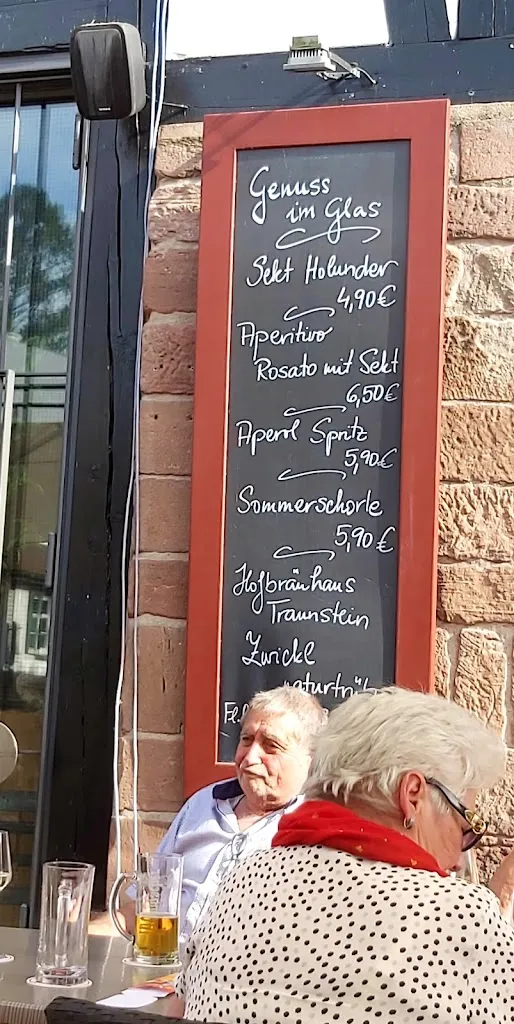 Genuss
im Glas
Sekt Holunder
4,90 €
Aperitivo
Rosato mit Sekt
6,50 €
Aperol Spritz
5,90 €
Sommerschorle
5,90 €
Hofbräuhaus
Traunstein
Zwickl
naturtrüb